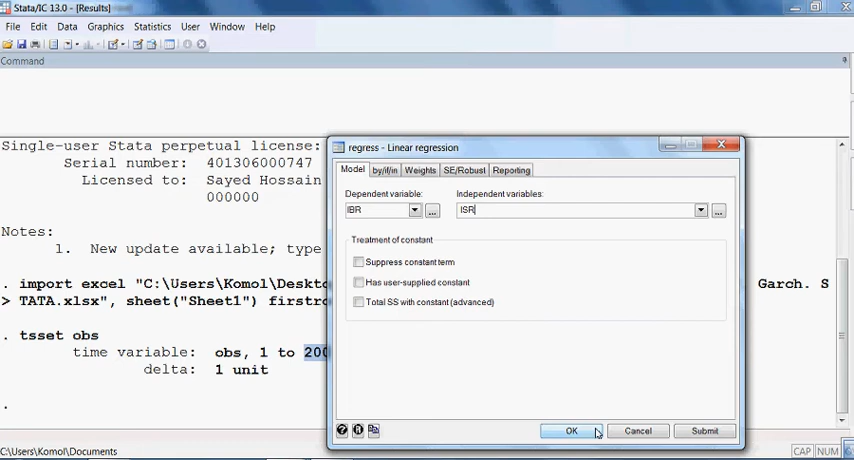 Stata/IC 13.0 - [Results]
File Edit Data Graphics Statistics User Window Help
Command
Single-user Stata perpetual license:
Serial number: 401306000747
Licensed to: Sayed Hossain
000000
Notes:
1. New update available; type
. import excel "C:\Users\Komol\Deskto Garch. S
> TATA.xlsx", sheet("Sheet1") firstro
. tsset obs
time variable: obs, 1 to 200
delta: 1 unit
.
regress - Linear regression
Model by/if/in Weights SE/Robust Reporting
Dependent variable: Independent variables:
IBR ... ISR ...
Treatment of constant
Suppress constant term
Has user-supplied constant
Total SS with constant (advanced)
OK Cancel Submit
C:\Users\Komol\Documents CAP NUM